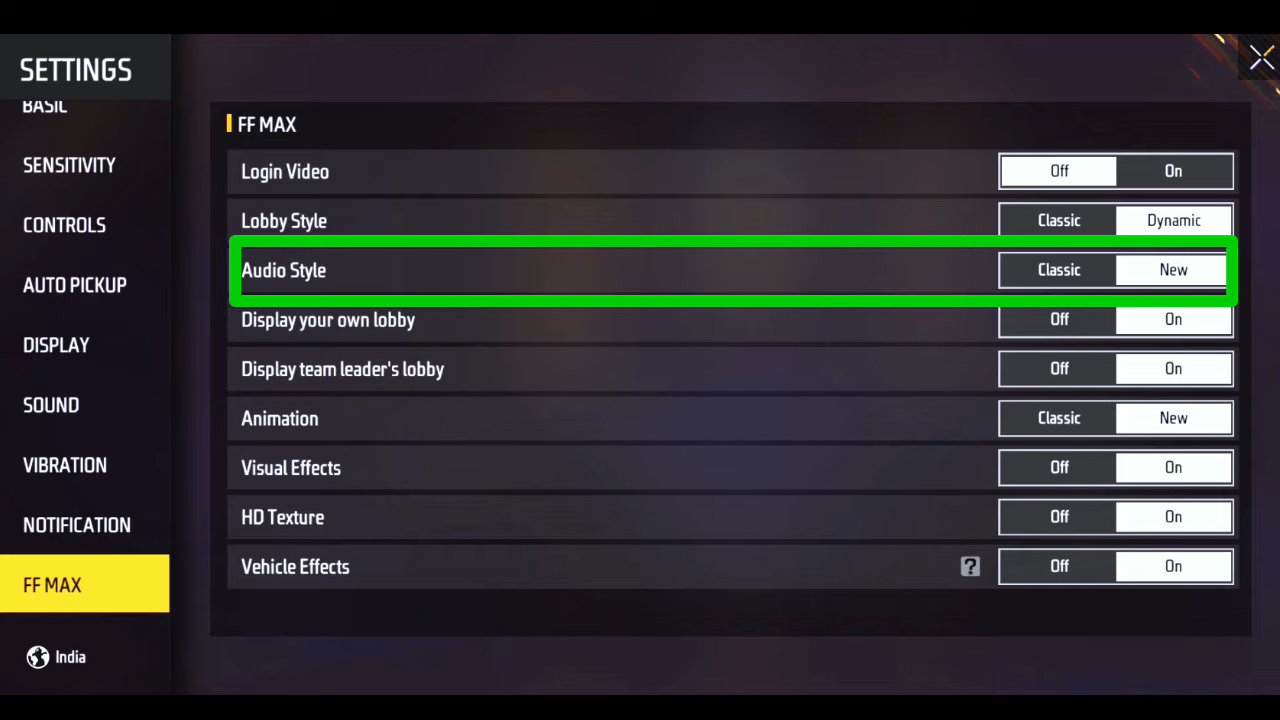 SETTINGS
BASIC
SENSITIVITY
CONTROLS
AUTO PICKUP
DISPLAY
SOUND
VIBRATION
NOTIFICATION
FF MAX
India
FF MAX
Login Video Off On
Lobby Style Classic Dynamic
Audio Style Classic New
Display your own lobby Off On
Display team leader's lobby Off On
Animation Classic New
Visual Effects Off On
HD Texture Off On
Vehicle Effects ? Off On